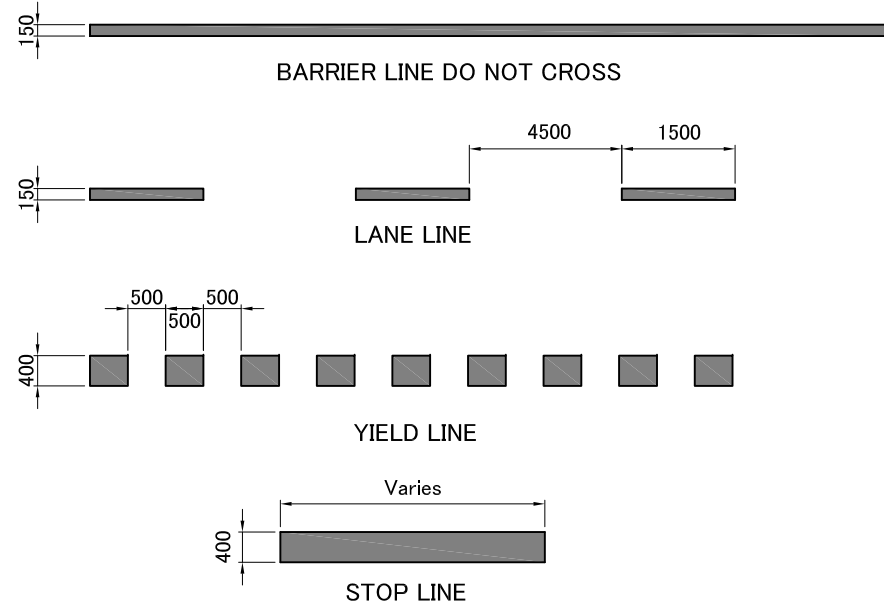 150
BARRIER LINE DO NOT CROSS
4500 1500
150
LANE LINE
500 500
500
400
YIELD LINE
Varies
400
STOP LINE